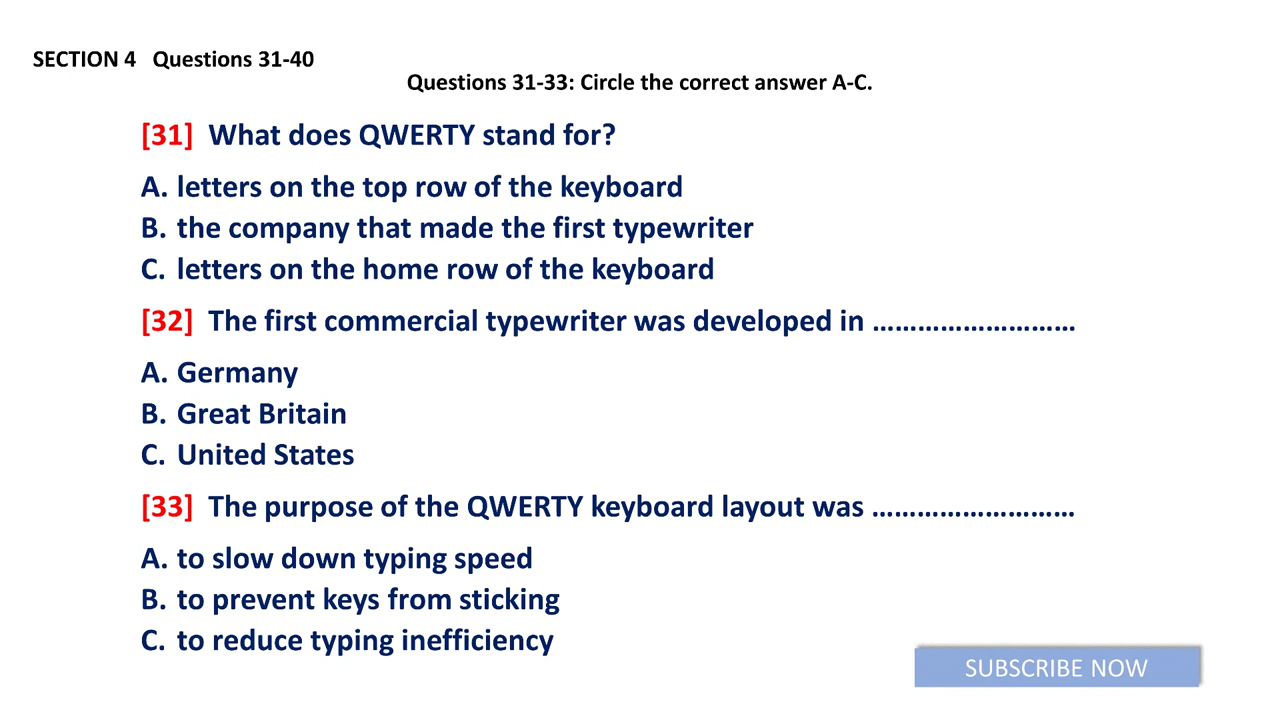 SECTION 4 Questions 31-40
Questions 31-33: Circle the correct answer A-C.
[31] What does QWERTY stand for?
A. letters on the top row of the keyboard
B. the company that made the first typewriter
C. letters on the home row of the keyboard
[32] The first commercial typewriter was developed in ………………………
A. Germany
B. Great Britain
C. United States
[33] The purpose of the QWERTY keyboard layout was ………………………
A. to slow down typing speed
B. to prevent keys from sticking
C. to reduce typing inefficiency
SUBSCRIBE NOW